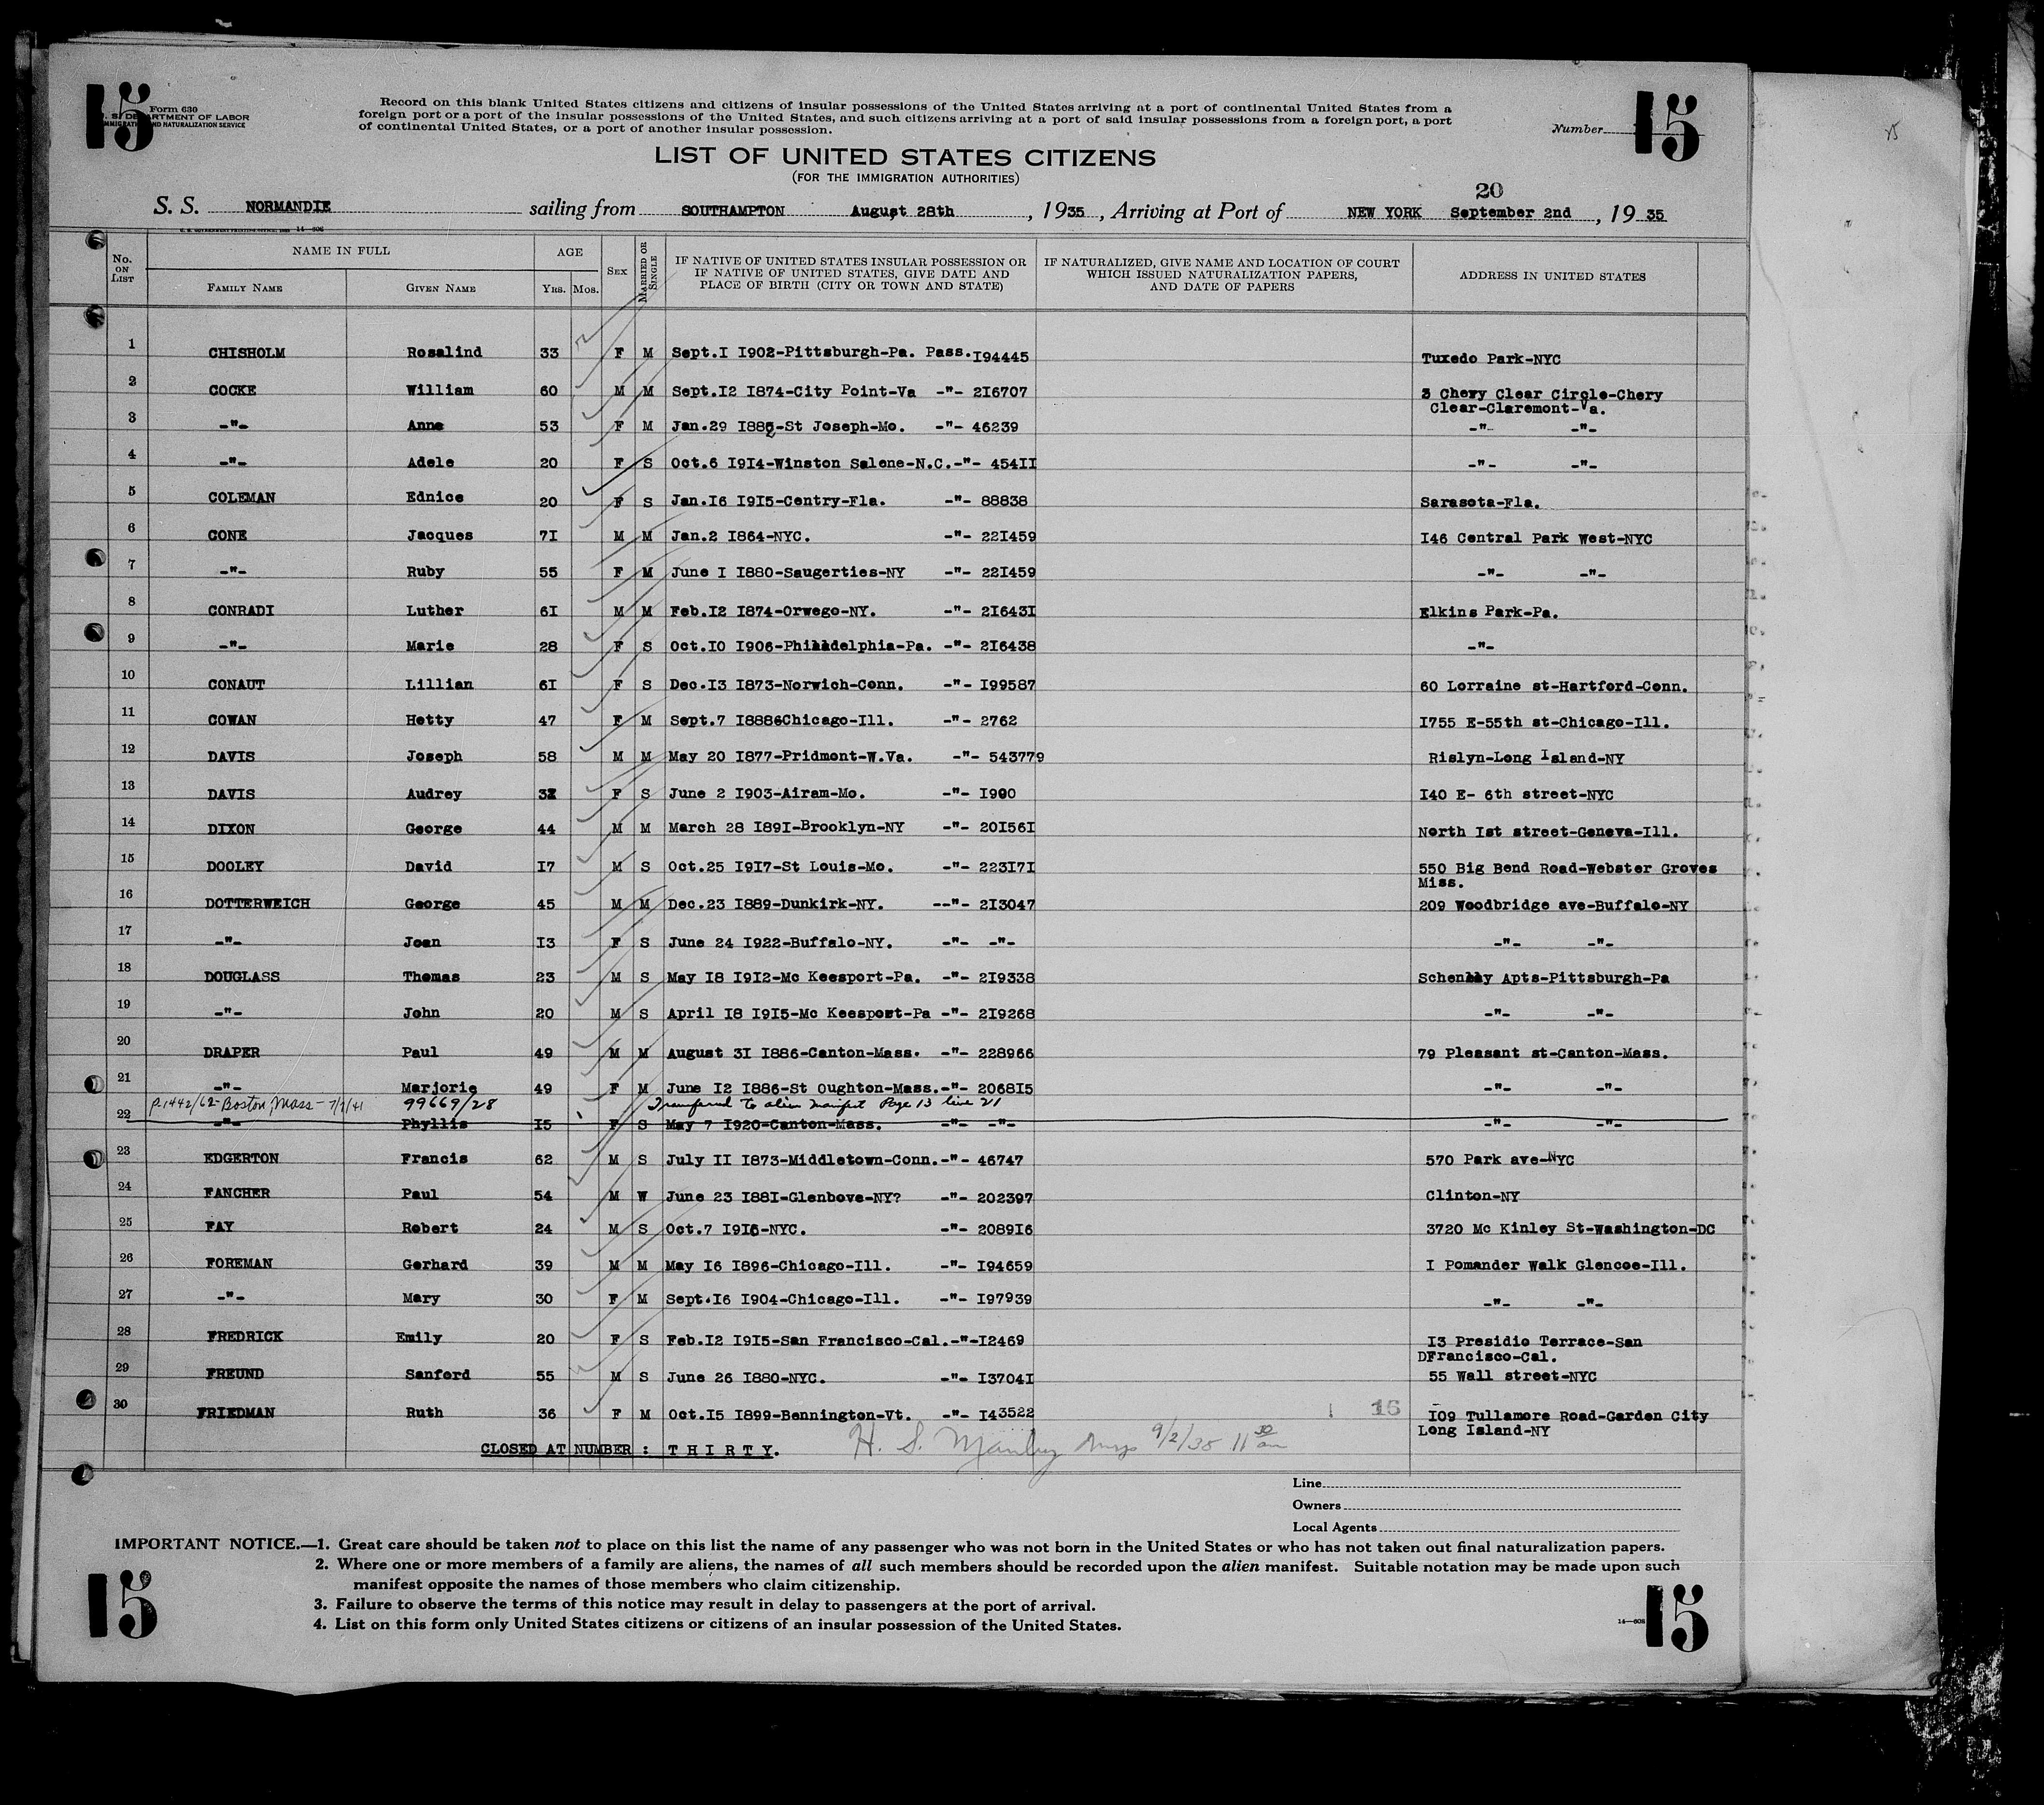 15
Form 630
U. S. DEPARTMENT OF LABOR
IMMIGRATION AND NATURALIZATION SERVICE
Record on this blank United States citizens and citizens of insular possessions of the United States arriving at a port of continental United States from a
foreign port or a port of the insular possessions of the United States, and such citizens arriving at a port of said insular possessions from a foreign port, a port
of continental United States, or a port of another insular possession.
Number 15
LIST OF UNITED STATES CITIZENS
(FOR THE IMMIGRATION AUTHORITIES)
20
S. S. NORMANDIE sailing from SOUTHAMPTON August 28th, 1935, Arriving at Port of NEW YORK September 2nd, 19 35
U. S. GOVERNMENT PRINTING OFFICE 14—608
No. ON LIST NAME IN FULL AGE SEX MARRIED OR SINGLE IF NATIVE OF UNITED STATES INSULAR POSSESSION OR IF NATIVE OF UNITED STATES, GIVE DATE AND PLACE OF BIRTH (CITY OR TOWN AND STATE) IF NATURALIZED, GIVE NAME AND LOCATION OF COURT WHICH ISSUED NATURALIZATION PAPERS, AND DATE OF PAPERS ADDRESS IN UNITED STATES
FAMILY NAME GIVEN NAME YRS. MOS.
1 CHISHOLM Rosalind 33 F M Sept.I I902-Pittsburgh-Pa. Pass.I94445 Tuxedo Park-NYC
2 COCKE William 60 M M Sept.I2 I874-City Point-Va -"- 2I6707 3 Chevy Clear Circle-Chery
Clear-Claremont-Va.
3 -"- Anne 53 F M Jan.29 I882-St Joseph-Mo. -"- 46239 -"- -"-
4 -"- Adele 20 F S Oct.6 I9I4-Winston Salene-N.C.-"- 454II -"- -"-
5 COLEMAN Ednice 20 F S Jan.I6 I9I5-Centry-Fla. -"- 88838 Sarasota-Fla.
6 CONE Jacques 7I M M Jan.2 I864-NYC. -"- 22I459 I46 Central Park West-NYC
7 -"- Ruby 55 F M June I I880-Saugerties-NY -"- 22I459 -"- -"-
8 CONRADI Luther 6I M M Feb.I2 I874-Orwego-NY. -"- 2I643I Elkins Park-Pa.
9 -"- Marie 28 F S Oct.I0 I906-Philadelphia-Pa. -"- 2I6438 -"-
10 CONAUT Lillian 6I F S Dec.I3 I873-Norwich-Conn. -"- I99587 60 Lorraine st-Hartford-Conn.
11 COWAN Hetty 47 F M Sept.7 I8886Chicago-Ill. -"- 2762 I755 E-55th st-Chicago-Ill.
12 DAVIS Joseph 58 M M May 20 I877-Pridmont-W.Va. -"- 543779 Rislyn-Long Island-NY
13 DAVIS Audrey 32 F S June 2 I903-Airam-Mo. -"- I900 I40 E- 6th street-NYC
14 DIXON George 44 M M March 28 I89I-Brooklyn-NY -"- 20I56I North Ist street-Geneva-Ill.
15 DOOLEY David I7 M S Oct.25 I9I7-St Louis-Mo. -"- 223I7I 550 Big Bend Road-Webster Groves
Miss.
16 DOTTERWEICH George 45 M M Dec.23 I889-Dunkirk-NY. --"- 2I3047 209 Woodbridge ave-Buffalo-NY
17 -"- Joan I3 F S June 24 I922-Buffalo-NY. -"- -"- -"- -"-
18 DOUGLASS Thomas 23 M S May I8 I9I2-Mc Keesport-Pa. -"- 2I9338 Schenley Apts-Pittsburgh-Pa
19 -"- John 20 M S April I8 I9I5-Mc Keesport-Pa -"- 2I9268 -"- -"-
20 DRAPER Paul 49 M M August 3I I886-Canton-Mass. -"- 228966 79 Pleasant st-Canton-Mass.
21 -"- Marjorie 49 F M June I2 I886-St Oughton-Mass.-"- 2068I5 -"- -"-
P-1442/62-Boston, Mass- 7/7/41 99669/28 Transferred to alien manifest Page 13 line 21
22 -"- Phyllis I5 F S May 7 I920-Canton-Mass. -"- -"- -"- -"-
23 EDGERTON Francis 62 M S July II I873-Middletown-Conn.-"- 46747 570 Park ave-NYC
24 FANCHER Paul 54 M W June 23 I88I-Glenbove-NY? -"- 202397 Clinton-NY
25 FAY Robert 24 M S Oct.7 I9I6-NYC. -"- 2089I6 3720 Mc Kinley St-Washington-DC
26 FOREMAN Gerhard 39 M M May I6 I896-Chicago-Ill. -"- I94659 I Pomander Walk Glencoe-Ill.
27 -"- Mary 30 F M Sept.I6 I904-Chicago-Ill. -"- I97939 -"- -"-
28 FREDRICK Emily 20 F S Feb.I2 I9I5-San Francisco-Cal.-"-I2469 I3 Presidio Terrace-San
DFrancisco-Cal.
29 FREUND Sanford 55 M S June 26 I880-NYC. -"- I3704I 55 Wall street-NYC
30 FRIEDMAN Ruth 36 F M Oct.I5 I899-Bennington-Vt. -"- I43522 16 I09 Tullamore Road-Garden City
Long Island-NY
CLOSED AT NUMBER : T H I R T Y. H. S. Manley 9/2/35 11 30 am
Line
Owners
Local Agents
IMPORTANT NOTICE.—1. Great care should be taken not to place on this list the name of any passenger who was not born in the United States or who has not taken out final naturalization papers.
2. Where one or more members of a family are aliens, the names of all such members should be recorded upon the alien manifest. Suitable notation may be made upon such
manifest opposite the names of those members who claim citizenship.
3. Failure to observe the terms of this notice may result in delay to passengers at the port of arrival.
4. List on this form only United States citizens or citizens of an insular possession of the United States.
15
14—608
15